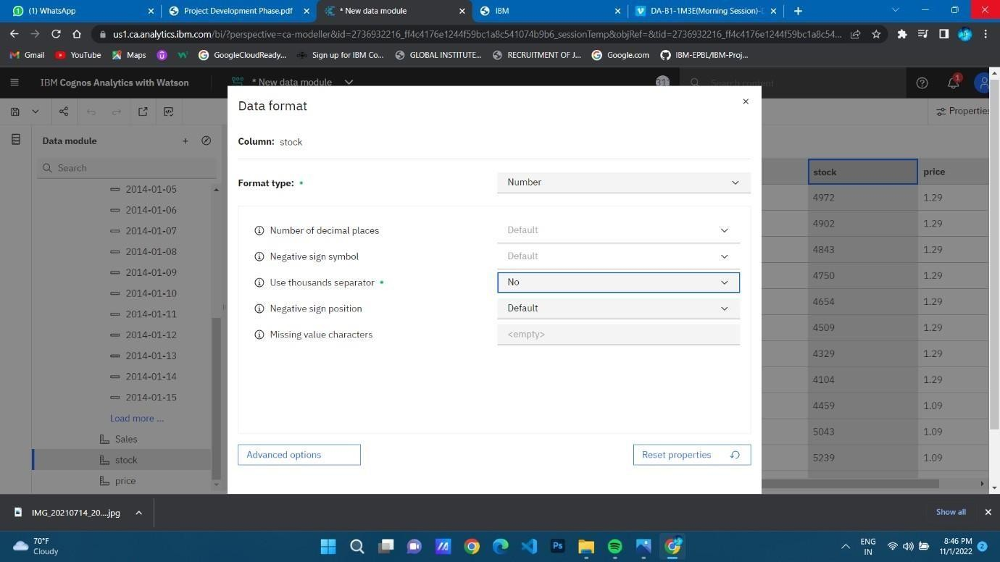 (1) WhatsApp
Project Development Phase.pdf
* New data module
IBM
DA-B1-1M3E(Morning Session)-D
us1.ca.analytics.ibm.com/bi/?perspective=ca-modeller&id=2736932216_ff4c4176e1244f59bc1a8c541074b9b6_sessionTemp&objRef=&tid=2736932216_ff4c4176e1244f59bc1a8c54...
Gmail
YouTube
Maps
GoogleCloudReady...
Sign up for IBM Co...
GLOBAL INSTITUTE...
RECRUITMENT OF J...
Google.com
IBM-EPBL/IBM-Proj...
IBM Cognos Analytics with Watson
* New data module
Search content
1
Properties
Data module
Search
2014-01-05
2014-01-06
2014-01-07
2014-01-08
2014-01-09
2014-01-10
2014-01-11
2014-01-12
2014-01-13
2014-01-14
2014-01-15
Load more ...
Sales
stock
price
Data format
Column: stock
Format type: Number
Number of decimal places Default
Negative sign symbol Default
Use thousands separator No
Negative sign position Default
Missing value characters <empty>
Advanced options
Reset properties
stock price
4972 1.29
4902 1.29
4843 1.29
4750 1.29
4654 1.29
4509 1.29
4329 1.29
4104 1.29
4459 1.09
5043 1.09
5239 1.09
IMG_20210714_20....jpg
Show all
70°F
Cloudy
Ps
ENG
IN
8:46 PM
11/1/2022
2